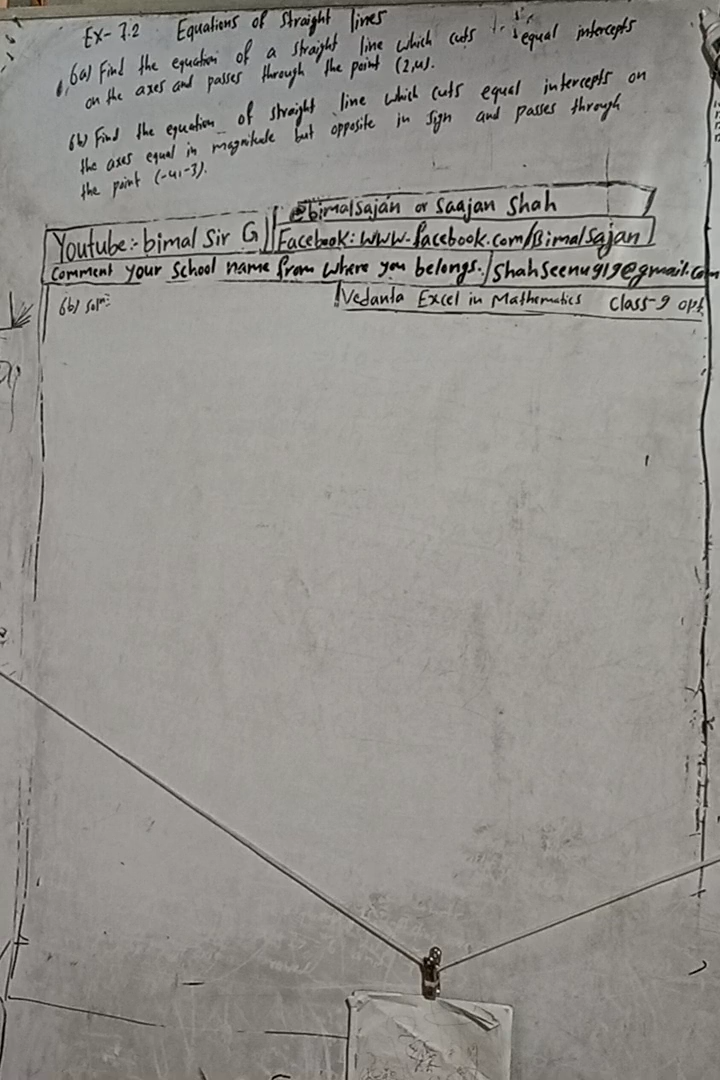 Ex- 7.2 Equations of Straight lines
6a) Find the equation of a straight line which cuts equal intercepts
on the axes and passes through the point (2,4).
6b) Find the equation of straight line which cuts equal intercepts on
the axes equal in magnitude but opposite in sign and passes through
the point (-4,-3).
@bimalsajan or Saajan Shah
Youtube:- bimal Sir G Facebook: www.facebook.com/Bimalsajan
Comment your School name from where you belongs. shahseenu919@gmail.com
6b) solⁿ: Vedanta Excel in Mathematics Class-9 opt.